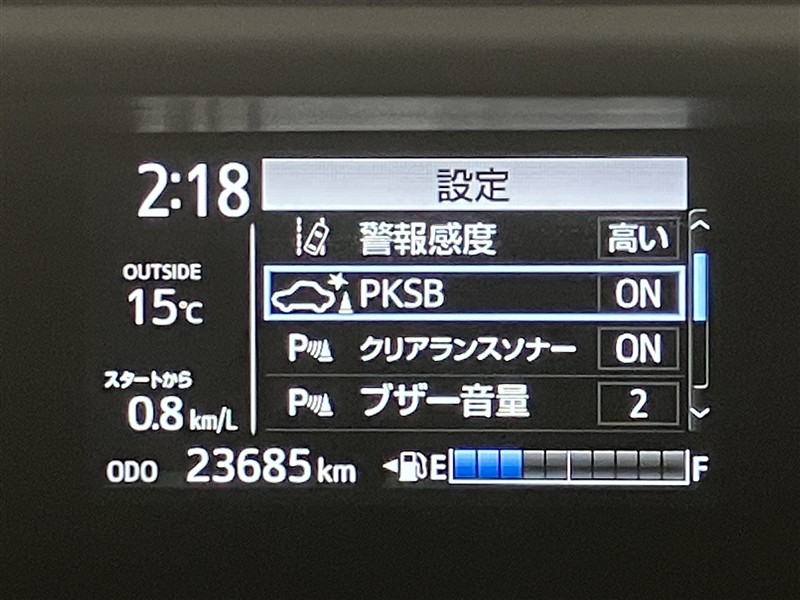 2:18
設定
警報感度 高い
OUTSIDE
15℃
PKSB ON
P クリアランスソナー ON
スタートから
0.8 km/L
P ブザー音量 2
ODO 23685 km E F